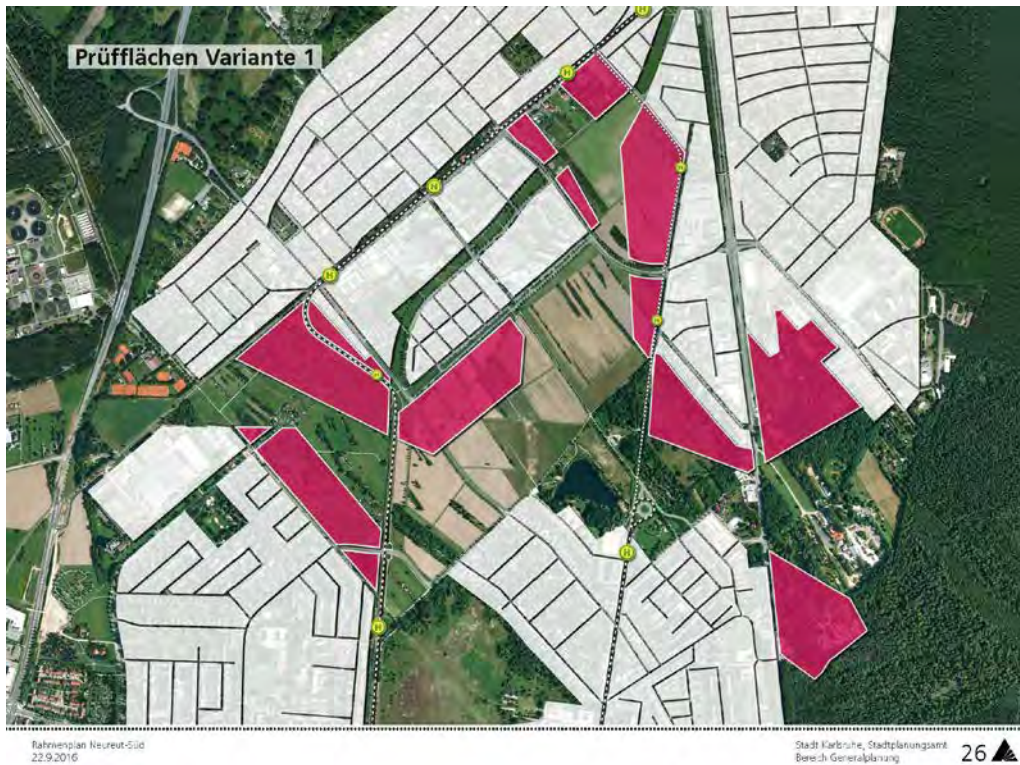 Prüfflächen Variante 1
H
H
H
H
H
H
H
H
H
Rahmenplan Neureut-Süd
22.9.2016
Stadt Karlsruhe, Stadtplanungsamt
Bereich Generalplanung
26